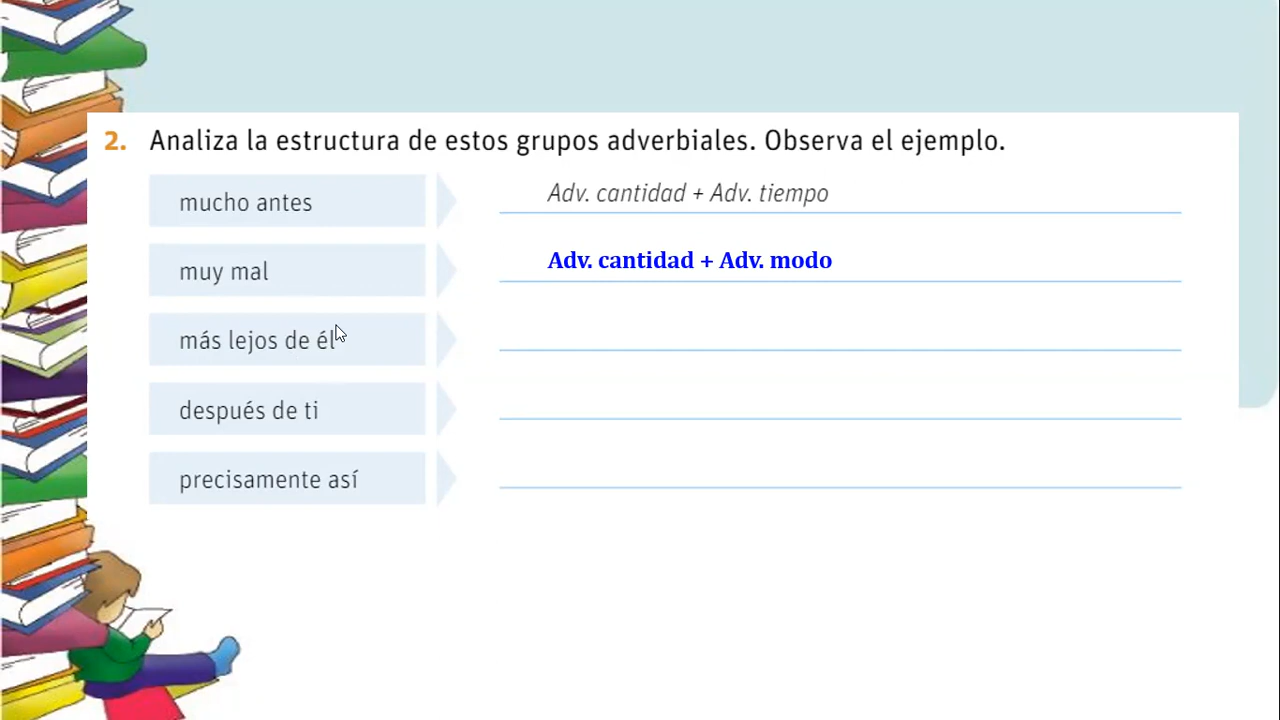 2. Analiza la estructura de estos grupos adverbiales. Observa el ejemplo.
mucho antes Adv. cantidad + Adv. tiempo
muy mal Adv. cantidad + Adv. modo
más lejos de él
después de ti
precisamente así